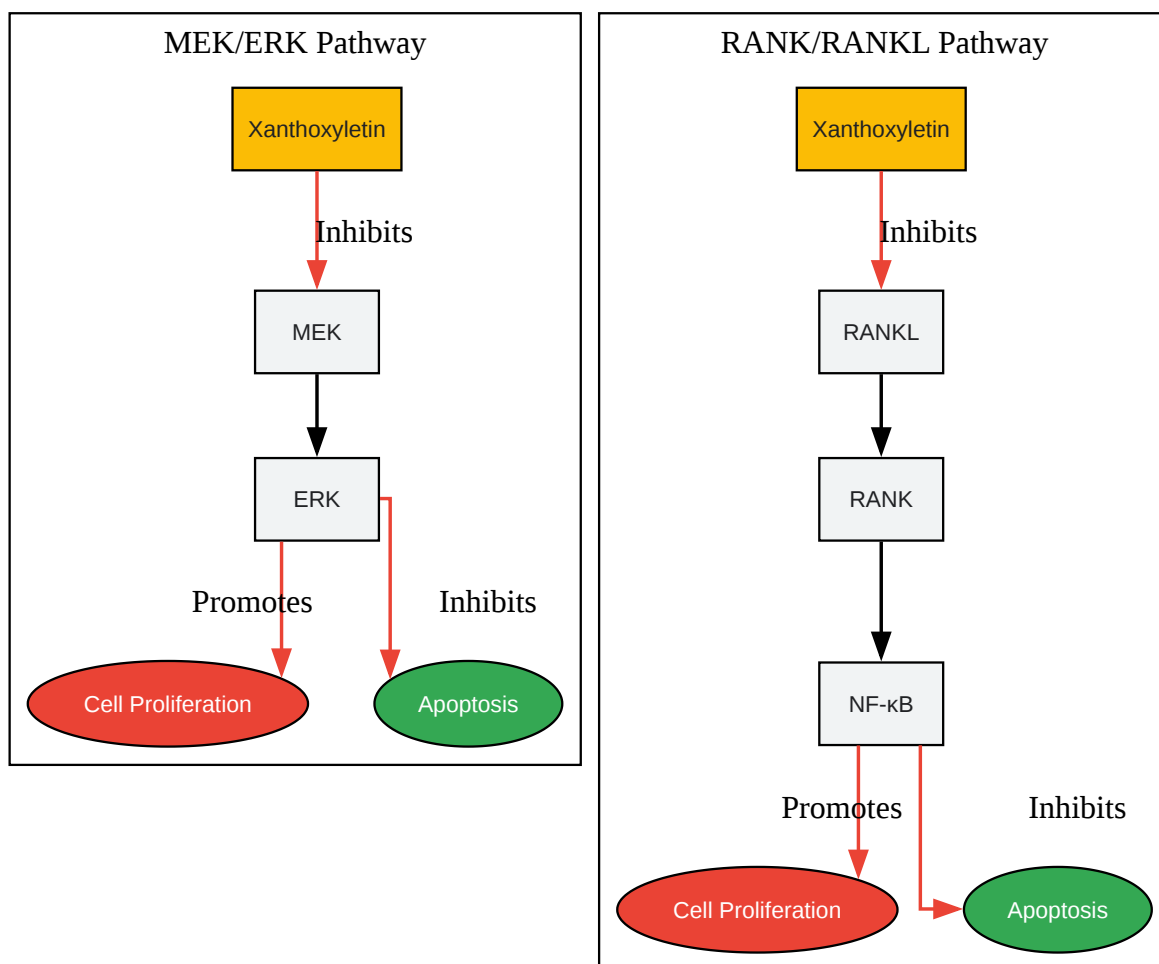 MEK/ERK Pathway
Xanthoxyletin
Inhibits
MEK
ERK
Promotes
Inhibits
Cell Proliferation
Apoptosis
RANK/RANKL Pathway
Xanthoxyletin
Inhibits
RANKL
RANK
NF-κB
Promotes
Inhibits
Cell Proliferation
Apoptosis